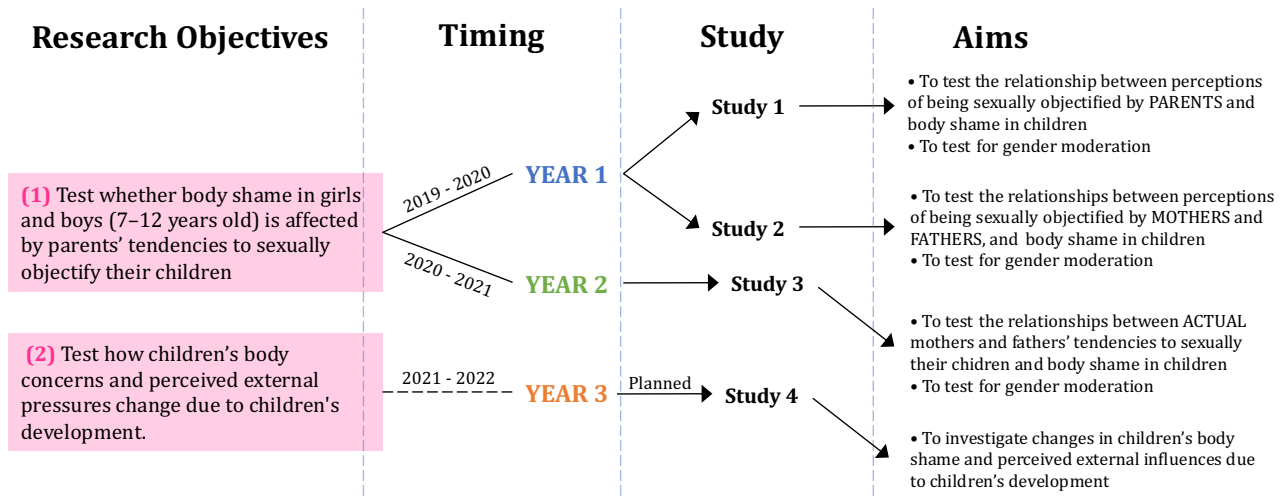 Research Objectives
Timing
Study
Aims
(1) Test whether body shame in girls
and boys (7–12 years old) is affected
by parents’ tendencies to sexually
objectify their children
2019 - 2020
YEAR 1
2020 - 2021
YEAR 2
Study 1
• To test the relationship between perceptions
of being sexually objectified by PARENTS and
body shame in children
• To test for gender moderation
Study 2
• To test the relationships between perceptions
of being sexually objectified by MOTHERS and
FATHERS, and body shame in children
• To test for gender moderation
Study 3
• To test the relationships between ACTUAL
mothers and fathers’ tendencies to sexually
their chidren and body shame in children
• To test for gender moderation
(2) Test how children’s body
concerns and perceived external
pressures change due to children's
development.
2021 - 2022
YEAR 3
Planned
Study 4
• To investigate changes in children’s body
shame and perceived external influences due
to children’s development